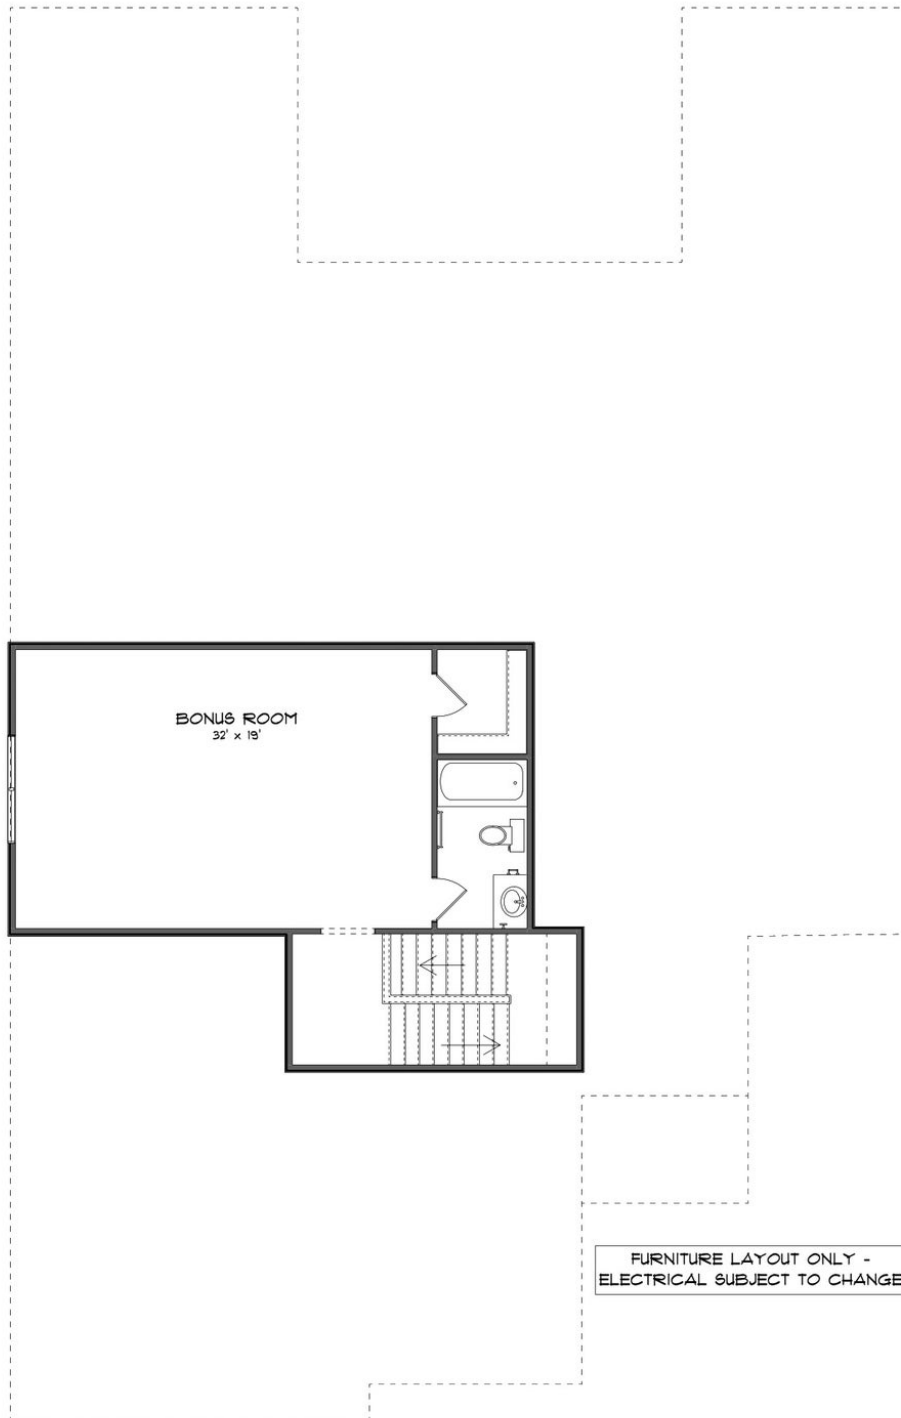 BONUS ROOM
32' x 19'
FURNITURE LAYOUT ONLY -
ELECTRICAL SUBJECT TO CHANGE